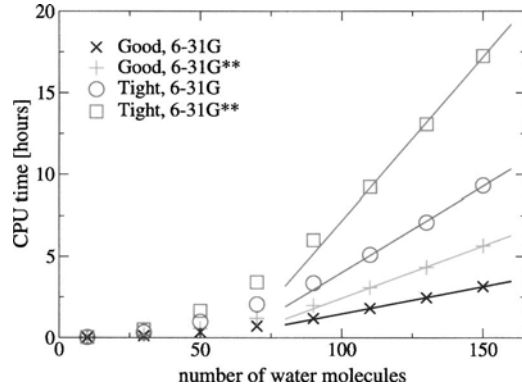 20
15
10
5
0
CPU time [hours]
Good, 6-31G
Good, 6-31G**
Tight, 6-31G
Tight, 6-31G**
0 50 100 150
number of water molecules